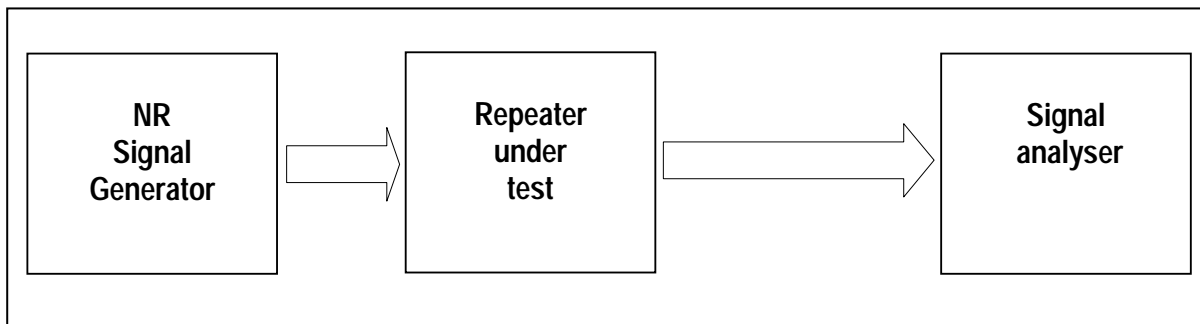 NR
Signal
Generator
Repeater
under
test
Signal
analyser